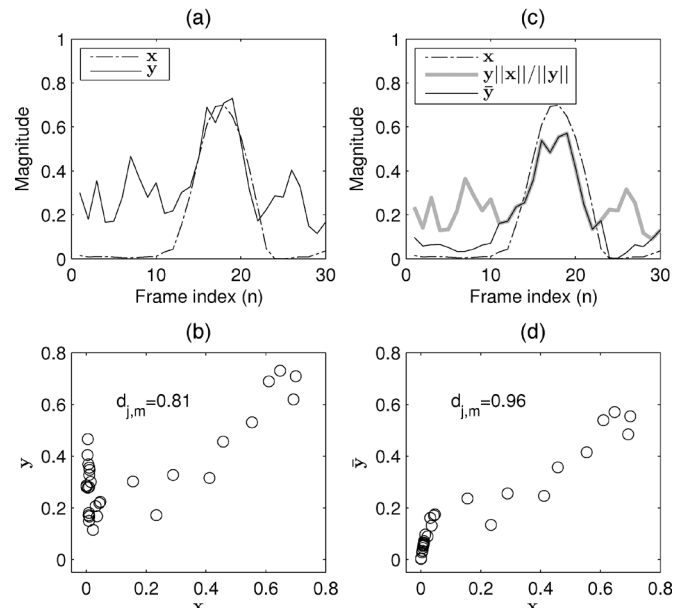 (a)
1
x
y
0.8
0.6
0.4
0.2
0
Magnitude
0 10 20 30
Frame index (n)
(c)
1
x
y||x||/||y||
ȳ
0.8
0.6
0.4
0.2
0
Magnitude
0 10 20 30
Frame index (n)
(b)
0.8
0.6
0.4
0.2
0
d_{j,m}=0.81
y
0 0.2 0.4 0.6 0.8
x
(d)
0.8
0.6
0.4
0.2
0
d_{j,m}=0.96
ȳ
0 0.2 0.4 0.6 0.8
x